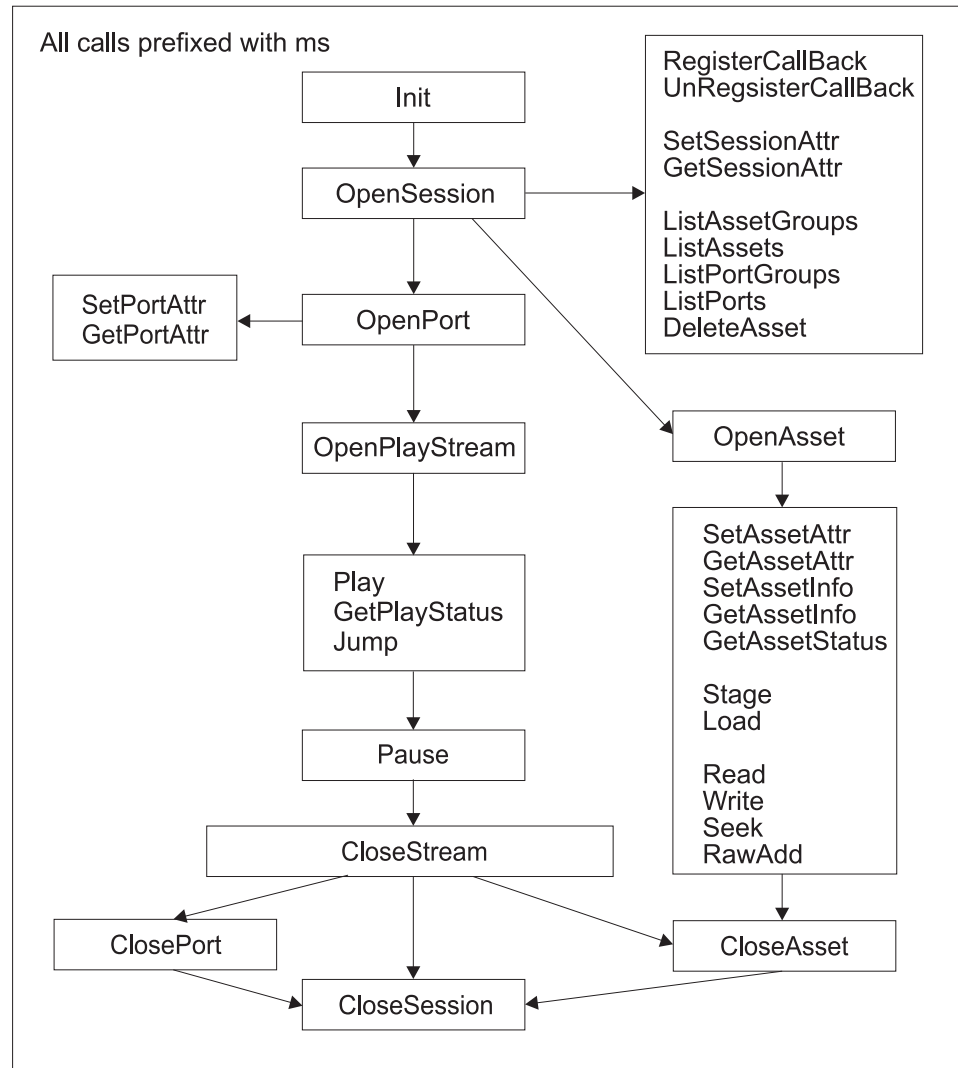 All calls prefixed with ms
Init
OpenSession
RegisterCallBack
UnRegsisterCallBack
SetSessionAttr
GetSessionAttr
ListAssetGroups
ListAssets
ListPortGroups
ListPorts
DeleteAsset
SetPortAttr
GetPortAttr
OpenPort
OpenPlayStream
OpenAsset
Play
GetPlayStatus
Jump
SetAssetAttr
GetAssetAttr
SetAssetInfo
GetAssetInfo
GetAssetStatus
Stage
Load
Read
Write
Seek
RawAdd
Pause
CloseStream
ClosePort
CloseAsset
CloseSession